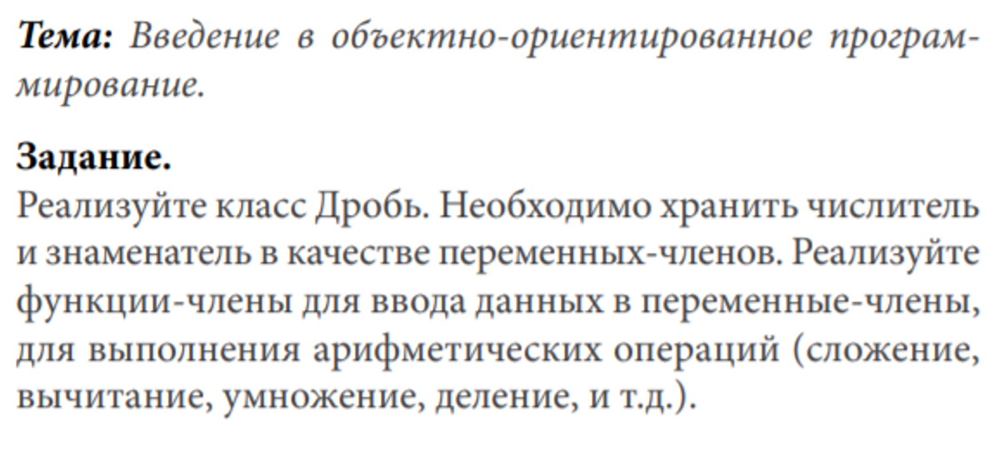 Тема: Введение в объектно-ориентированное програм-
мирование.
Задание.
Реализуйте класс Дробь. Необходимо хранить числитель
и знаменатель в качестве переменных-членов. Реализуйте
функции-члены для ввода данных в переменные-члены,
для выполнения арифметических операций (сложение,
вычитание, умножение, деление, и т.д.).